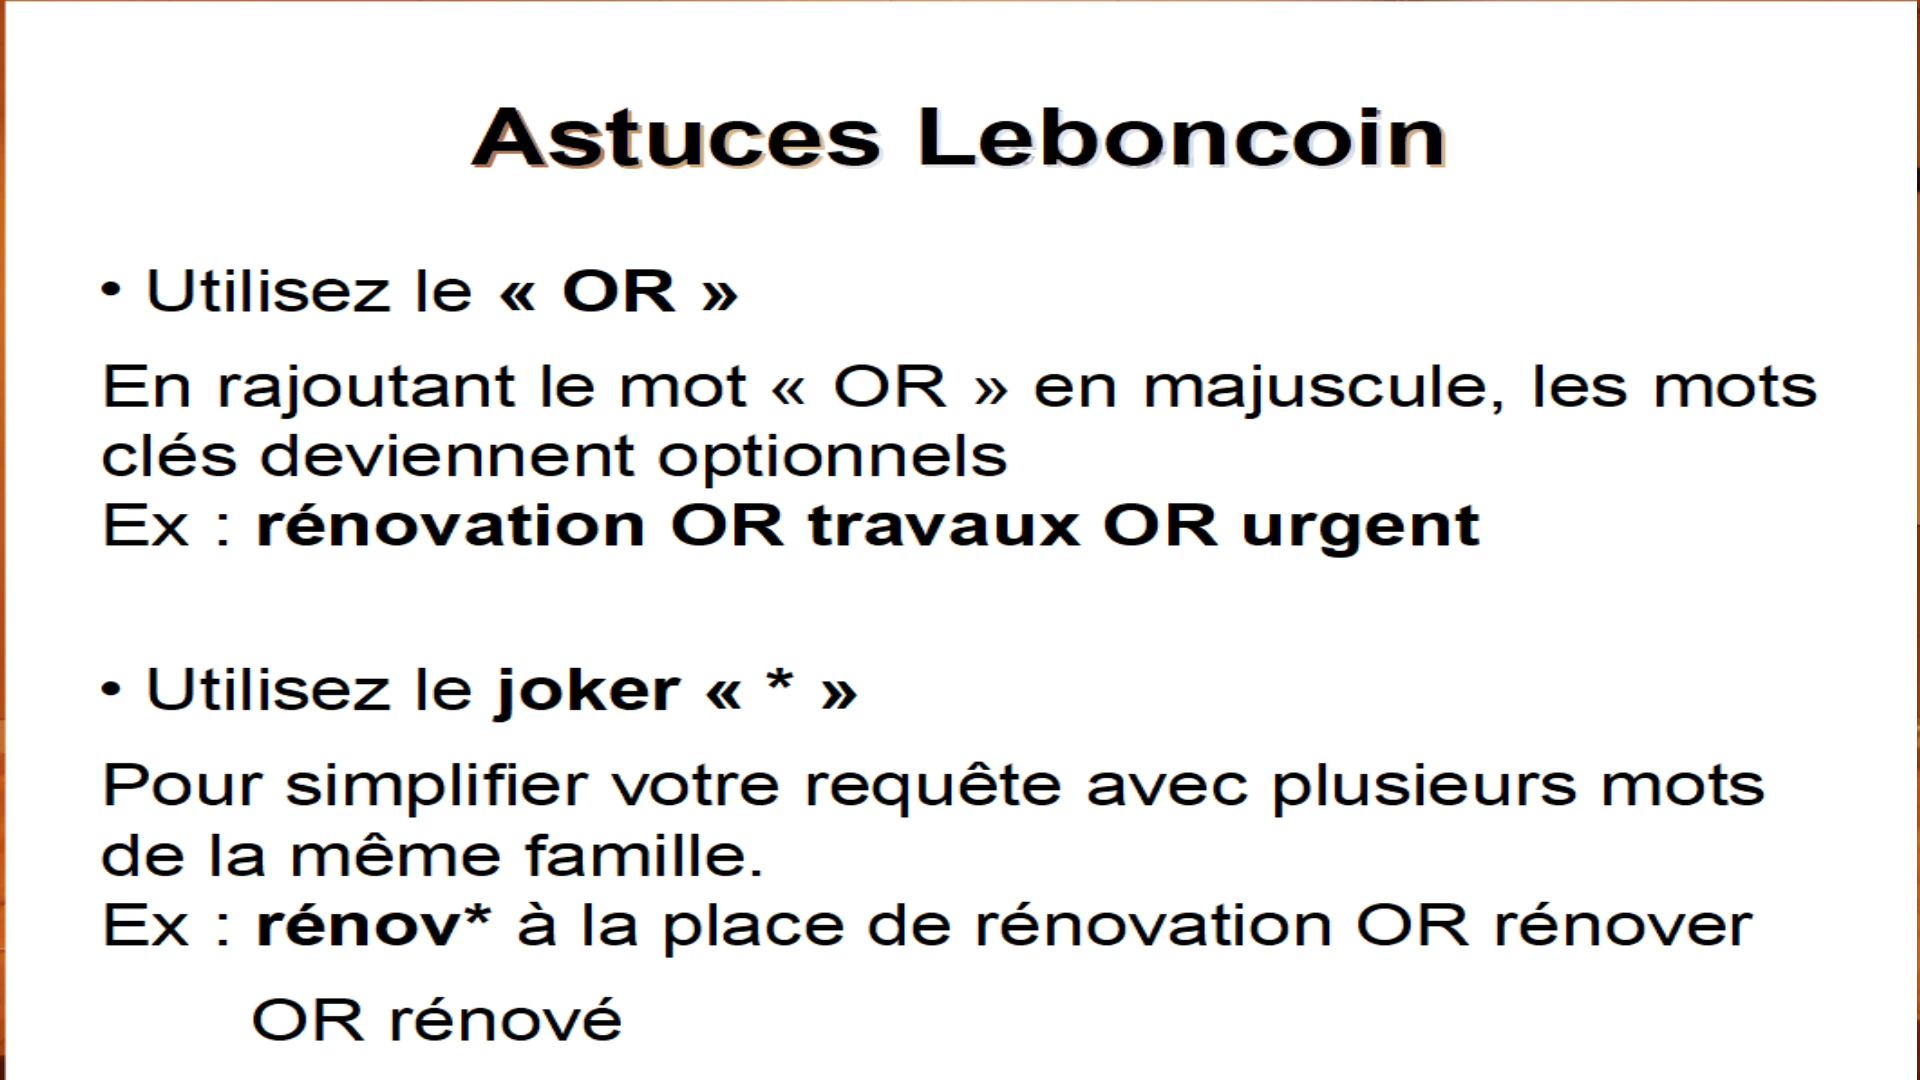 Astuces Leboncoin
• Utilisez le « OR »
En rajoutant le mot « OR » en majuscule, les mots
clés deviennent optionnels
Ex : rénovation OR travaux OR urgent
• Utilisez le joker « * »
Pour simplifier votre requête avec plusieurs mots
de la même famille.
Ex : rénov* à la place de rénovation OR rénover
OR rénové